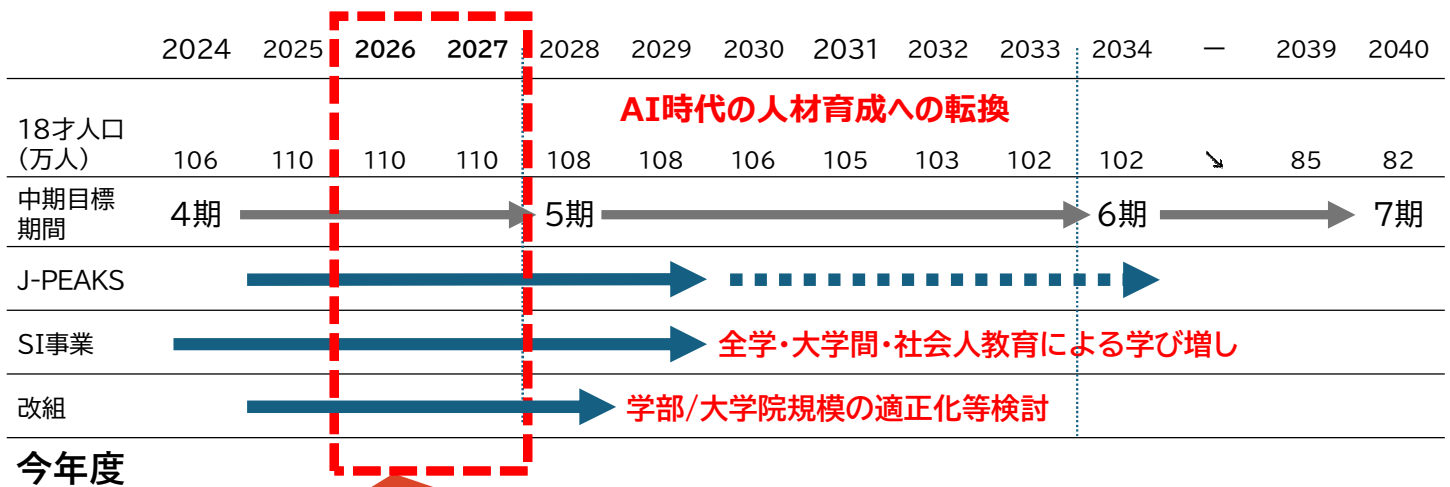 2024 2025 2026 2027 2028 2029 2030 2031 2032 2033 2034 ― 2039 2040
AI時代の人材育成への転換
18才人口
(万人) 106 110 110 110 108 108 106 105 103 102 102 ↘ 85 82
中期目標
期間 4期 5期 6期 7期
J-PEAKS
SI事業 全学・大学間・社会人教育による学び増し
改組 学部/大学院規模の適正化等検討
今年度